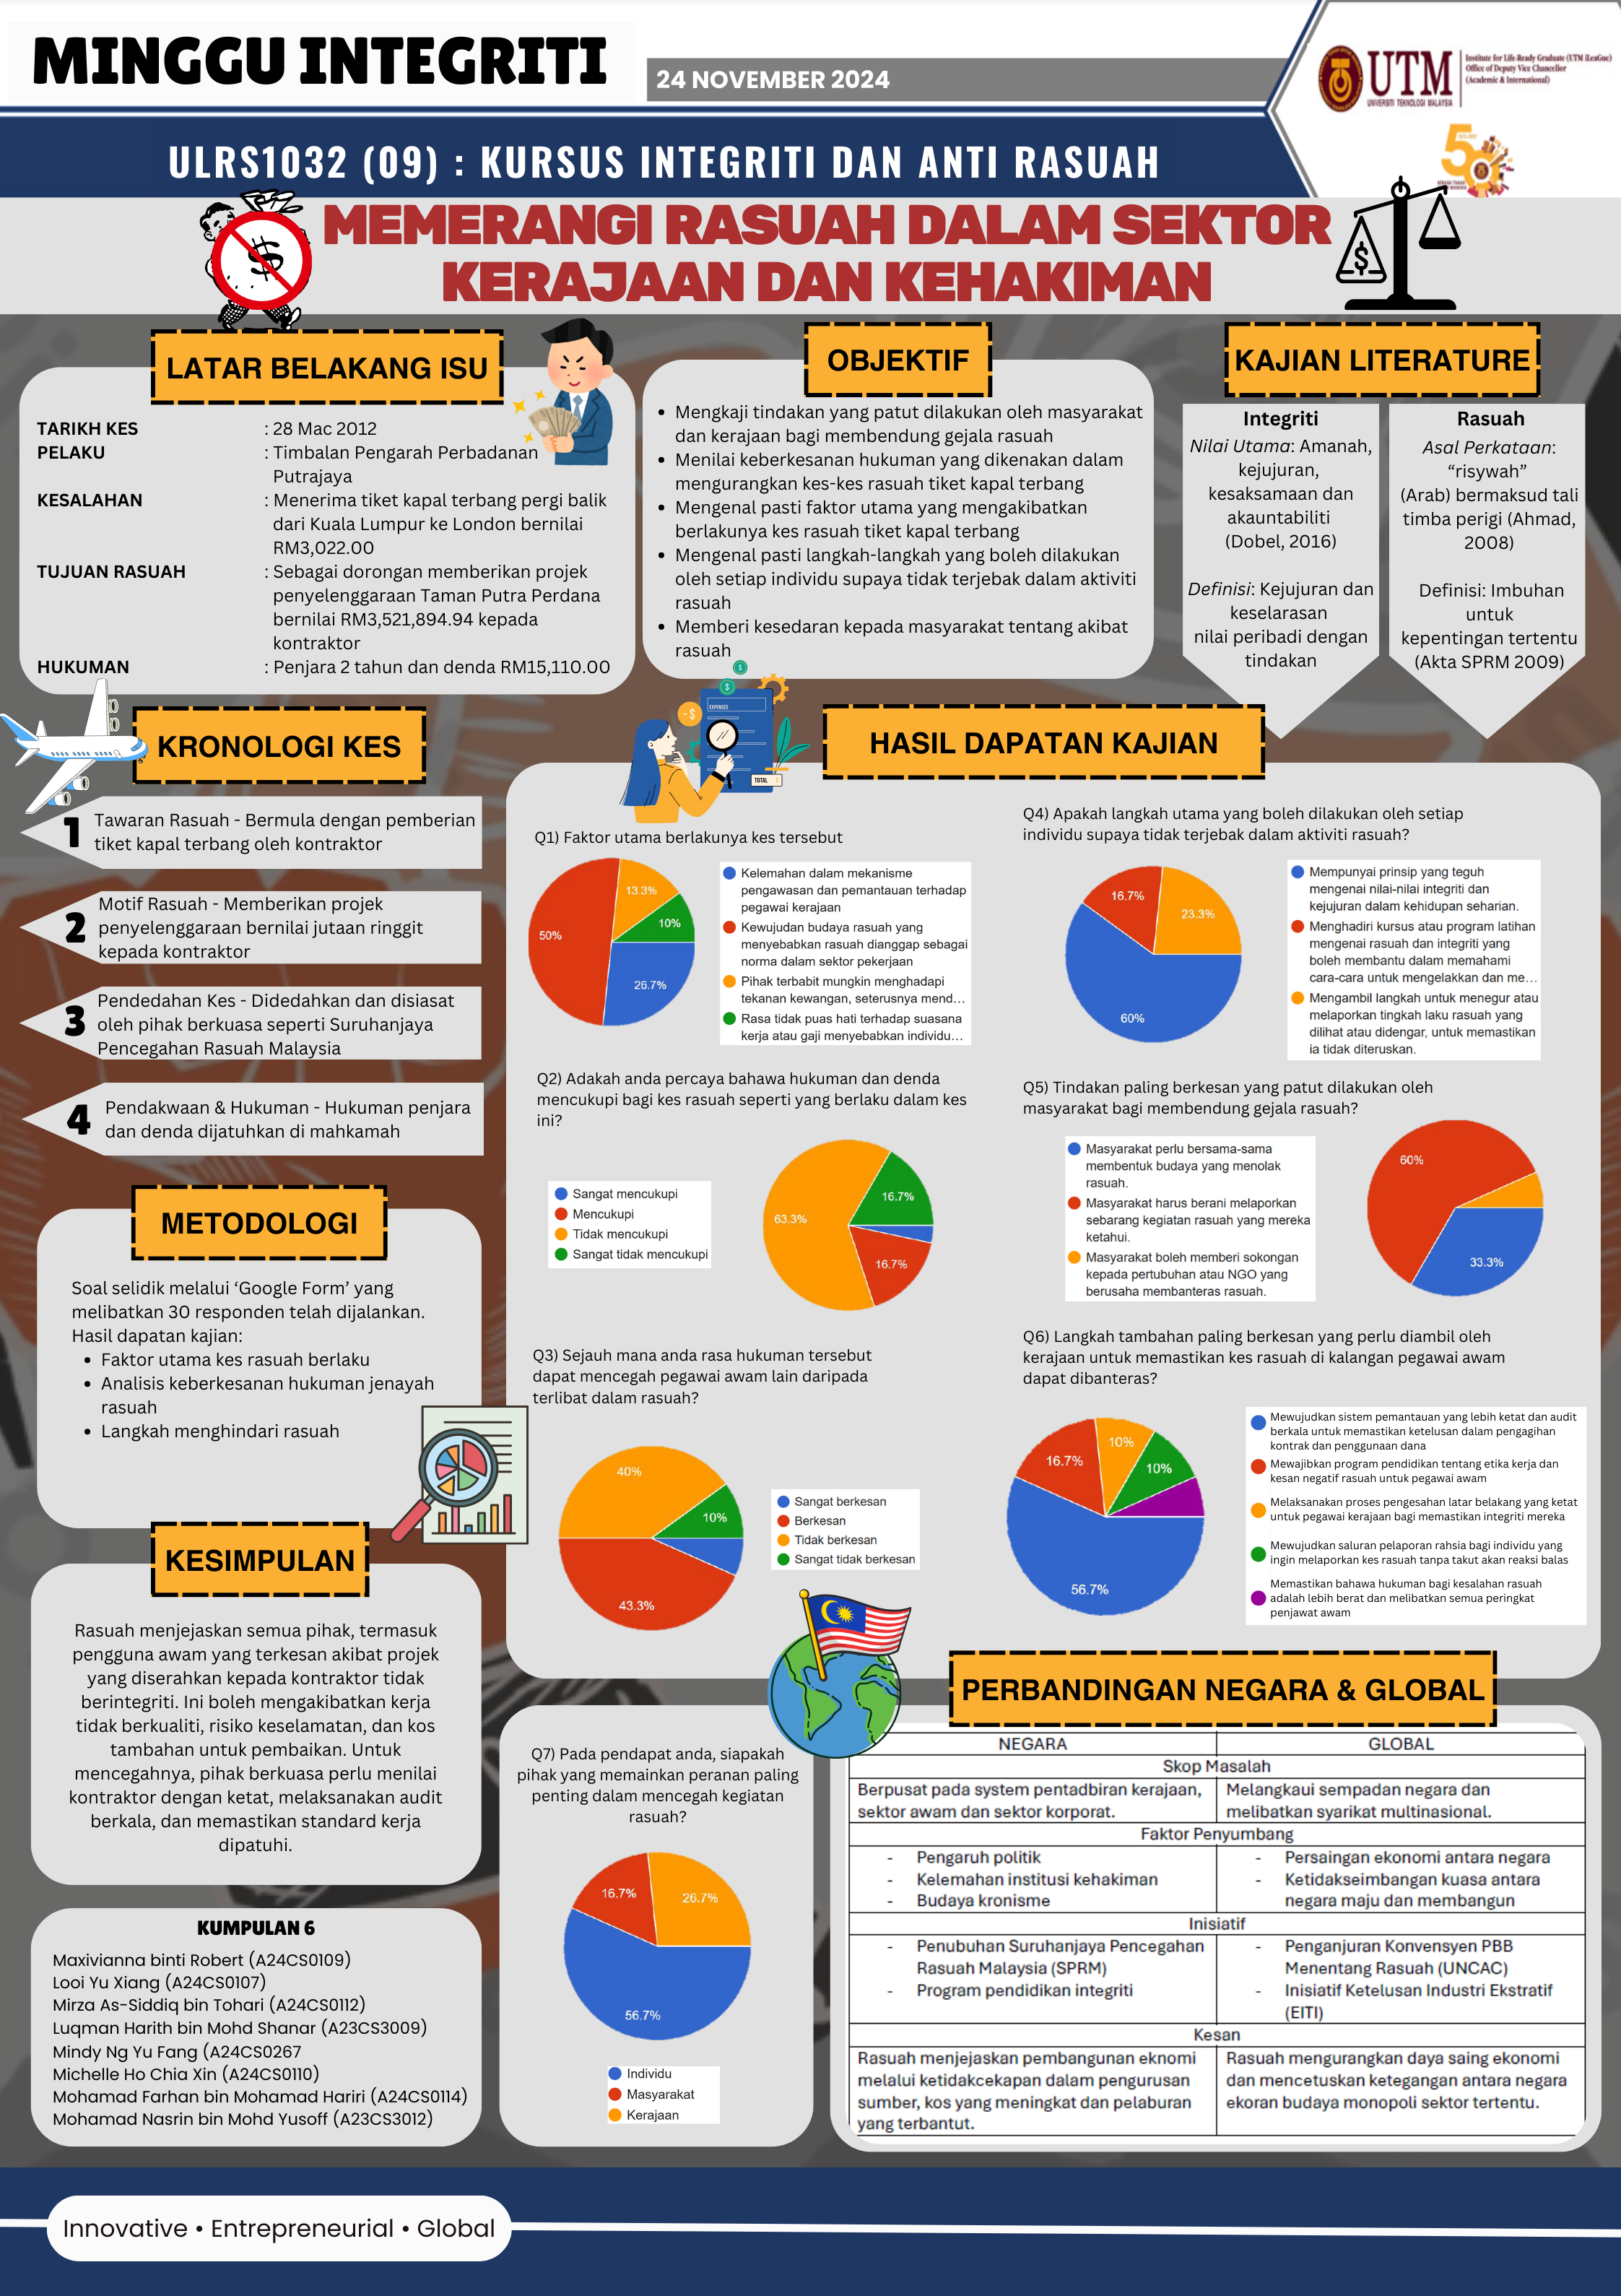 MINGGU INTEGRITI
24 NOVEMBER 2024
UTM
UNIVERSITI TEKNOLOGI MALAYSIA
Institute for Life-Ready Graduate (UTM iLeaGue)
Office of Deputy Vice Chancellor
(Academic & International)
ULRS1032 (09) : KURSUS INTEGRITI DAN ANTI RASUAH
MEMERANGI RASUAH DALAM SEKTOR
KERAJAAN DAN KEHAKIMAN
LATAR BELAKANG ISU
TARIKH KES : 28 Mac 2012
PELAKU : Timbalan Pengarah Perbadanan
Putrajaya
KESALAHAN : Menerima tiket kapal terbang pergi balik
dari Kuala Lumpur ke London bernilai
RM3,022.00
TUJUAN RASUAH : Sebagai dorongan memberikan projek
penyelenggaraan Taman Putra Perdana
bernilai RM3,521,894.94 kepada
kontraktor
HUKUMAN : Penjara 2 tahun dan denda RM15,110.00
OBJEKTIF
• Mengkaji tindakan yang patut dilakukan oleh masyarakat
dan kerajaan bagi membendung gejala rasuah
• Menilai keberkesanan hukuman yang dikenakan dalam
mengurangkan kes-kes rasuah tiket kapal terbang
• Mengenal pasti faktor utama yang mengakibatkan
berlakunya kes rasuah tiket kapal terbang
• Mengenal pasti langkah-langkah yang boleh dilakukan
oleh setiap individu supaya tidak terjebak dalam aktiviti
rasuah
• Memberi kesedaran kepada masyarakat tentang akibat
rasuah
KAJIAN LITERATURE
Integriti
Nilai Utama: Amanah,
kejujuran,
kesaksamaan dan
akauntabiliti
(Dobel, 2016)
Definisi: Kejujuran dan
keselarasan
nilai peribadi dengan
tindakan
Rasuah
Asal Perkataan:
“risywah”
(Arab) bermaksud tali
timba perigi (Ahmad,
2008)
Definisi: Imbuhan
untuk
kepentingan tertentu
(Akta SPRM 2009)
KRONOLOGI KES
1 Tawaran Rasuah - Bermula dengan pemberian
tiket kapal terbang oleh kontraktor
2 Motif Rasuah - Memberikan projek
penyelenggaraan bernilai jutaan ringgit
kepada kontraktor
3 Pendedahan Kes - Didedahkan dan disiasat
oleh pihak berkuasa seperti Suruhanjaya
Pencegahan Rasuah Malaysia
4 Pendakwaan & Hukuman - Hukuman penjara
dan denda dijatuhkan di mahkamah
METODOLOGI
Soal selidik melalui ‘Google Form’ yang
melibatkan 30 responden telah dijalankan.
Hasil dapatan kajian:
• Faktor utama kes rasuah berlaku
• Analisis keberkesanan hukuman jenayah
rasuah
• Langkah menghindari rasuah
KESIMPULAN
Rasuah menjejaskan semua pihak, termasuk
pengguna awam yang terkesan akibat projek
yang diserahkan kepada kontraktor tidak
berintegriti. Ini boleh mengakibatkan kerja
tidak berkualiti, risiko keselamatan, dan kos
tambahan untuk pembaikan. Untuk
mencegahnya, pihak berkuasa perlu menilai
kontraktor dengan ketat, melaksanakan audit
berkala, dan memastikan standard kerja
dipatuhi.
KUMPULAN 6
Maxivianna binti Robert (A24CS0109)
Looi Yu Xiang (A24CS0107)
Mirza As-Siddiq bin Tohari (A24CS0112)
Luqman Harith bin Mohd Shanar (A23CS3009)
Mindy Ng Yu Fang (A24CS0267
Michelle Ho Chia Xin (A24CS0110)
Mohamad Farhan bin Mohamad Hariri (A24CS0114)
Mohamad Nasrin bin Mohd Yusoff (A23CS3012)
EXPENSES
- $
TOTAL
HASIL DAPATAN KAJIAN
Q1) Faktor utama berlakunya kes tersebut
50%
13.3%
10%
26.7%
Kelemahan dalam mekanisme
pengawasan dan pemantauan terhadap
pegawai kerajaan
Kewujudan budaya rasuah yang
menyebabkan rasuah dianggap sebagai
norma dalam sektor pekerjaan
Pihak terbabit mungkin menghadapi
tekanan kewangan, seterusnya mend…
Rasa tidak puas hati terhadap suasana
kerja atau gaji menyebabkan individu…
Q2) Adakah anda percaya bahawa hukuman dan denda
mencukupi bagi kes rasuah seperti yang berlaku dalam kes
ini?
Sangat mencukupi
Mencukupi
Tidak mencukupi
Sangat tidak mencukupi
63.3%
16.7%
16.7%
Q3) Sejauh mana anda rasa hukuman tersebut
dapat mencegah pegawai awam lain daripada
terlibat dalam rasuah?
40%
10%
43.3%
Sangat berkesan
Berkesan
Tidak berkesan
Sangat tidak berkesan
Q4) Apakah langkah utama yang boleh dilakukan oleh setiap
individu supaya tidak terjebak dalam aktiviti rasuah?
16.7%
23.3%
60%
Mempunyai prinsip yang teguh
mengenai nilai-nilai integriti dan
kejujuran dalam kehidupan seharian.
Menghadiri kursus atau program latihan
mengenai rasuah dan integriti yang
boleh membantu dalam memahami
cara-cara untuk mengelakkan dan me…
Mengambil langkah untuk menegur atau
melaporkan tingkah laku rasuah yang
dilihat atau didengar, untuk memastikan
ia tidak diteruskan.
Q5) Tindakan paling berkesan yang patut dilakukan oleh
masyarakat bagi membendung gejala rasuah?
Masyarakat perlu bersama-sama
membentuk budaya yang menolak
rasuah.
Masyarakat harus berani melaporkan
sebarang kegiatan rasuah yang mereka
ketahui.
Masyarakat boleh memberi sokongan
kepada pertubuhan atau NGO yang
berusaha membanteras rasuah.
60%
33.3%
Q6) Langkah tambahan paling berkesan yang perlu diambil oleh
kerajaan untuk memastikan kes rasuah di kalangan pegawai awam
dapat dibanteras?
16.7%
10%
10%
56.7%
Mewujudkan sistem pemantauan yang lebih ketat dan audit
berkala untuk memastikan ketelusan dalam pengagihan
kontrak dan penggunaan dana
Mewajibkan program pendidikan tentang etika kerja dan
kesan negatif rasuah untuk pegawai awam
Melaksanakan proses pengesahan latar belakang yang ketat
untuk pegawai kerajaan bagi memastikan integriti mereka
Mewujudkan saluran pelaporan rahsia bagi individu yang
ingin melaporkan kes rasuah tanpa takut akan reaksi balas
Memastikan bahawa hukuman bagi kesalahan rasuah
adalah lebih berat dan melibatkan semua peringkat
penjawat awam
Q7) Pada pendapat anda, siapakah
pihak yang memainkan peranan paling
penting dalam mencegah kegiatan
rasuah?
16.7%
26.7%
56.7%
Individu
Masyarakat
Kerajaan
PERBANDINGAN NEGARA & GLOBAL
NEGARA GLOBAL
Skop Masalah
Berpusat pada system pentadbiran kerajaan,
sektor awam dan sektor korporat.
Melangkaui sempadan negara dan
melibatkan syarikat multinasional.
Faktor Penyumbang
- Pengaruh politik
- Kelemahan institusi kehakiman
- Budaya kronisme
- Persaingan ekonomi antara negara
- Ketidakseimbangan kuasa antara
negara maju dan membangun
Inisiatif
- Penubuhan Suruhanjaya Pencegahan
Rasuah Malaysia (SPRM)
- Program pendidikan integriti
- Penganjuran Konvensyen PBB
Menentang Rasuah (UNCAC)
- Inisiatif Ketelusan Industri Ekstratif
(EITI)
Kesan
Rasuah menjejaskan pembangunan eknomi
melalui ketidakcekapan dalam pengurusan
sumber, kos yang meningkat dan pelaburan
yang terbantut.
Rasuah mengurangkan daya saing ekonomi
dan mencetuskan ketegangan antara negara
ekoran budaya monopoli sektor tertentu.
Innovative • Entrepreneurial • Global